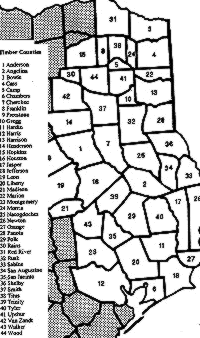 Timber Counties
1 Anderson
2 Angelina
3 Bowie
4 Cass
5 Camp
6 Chambers
7 Cherokee
8 Franklin
9 Freestone
10 Gregg
11 Hardin
12 Harris
13 Harrison
14 Henderson
15 Hopkins
16 Houston
17 Jasper
18 Jefferson
19 Leon
20 Liberty
21 Madison
22 Marion
23 Montgomery
24 Morris
25 Nacogdoches
26 Newton
27 Orange
28 Panola
29 Polk
30 Rains
31 Red River
32 Rusk
33 Sabine
34 San Augustine
35 San Jacinto
36 Shelby
37 Smith
38 Titus
39 Trinity
40 Tyler
41 Upshur
42 Van Zandt
43 Walker
44 Wood
31
3
15
8
38
24
4
5
30
44
41
22
42
37
10
13
14
32
28
7
1
25
36
16
2
34
33
19
39
21
43
29
40
17
26
35
23
20
11
27
12
18
6